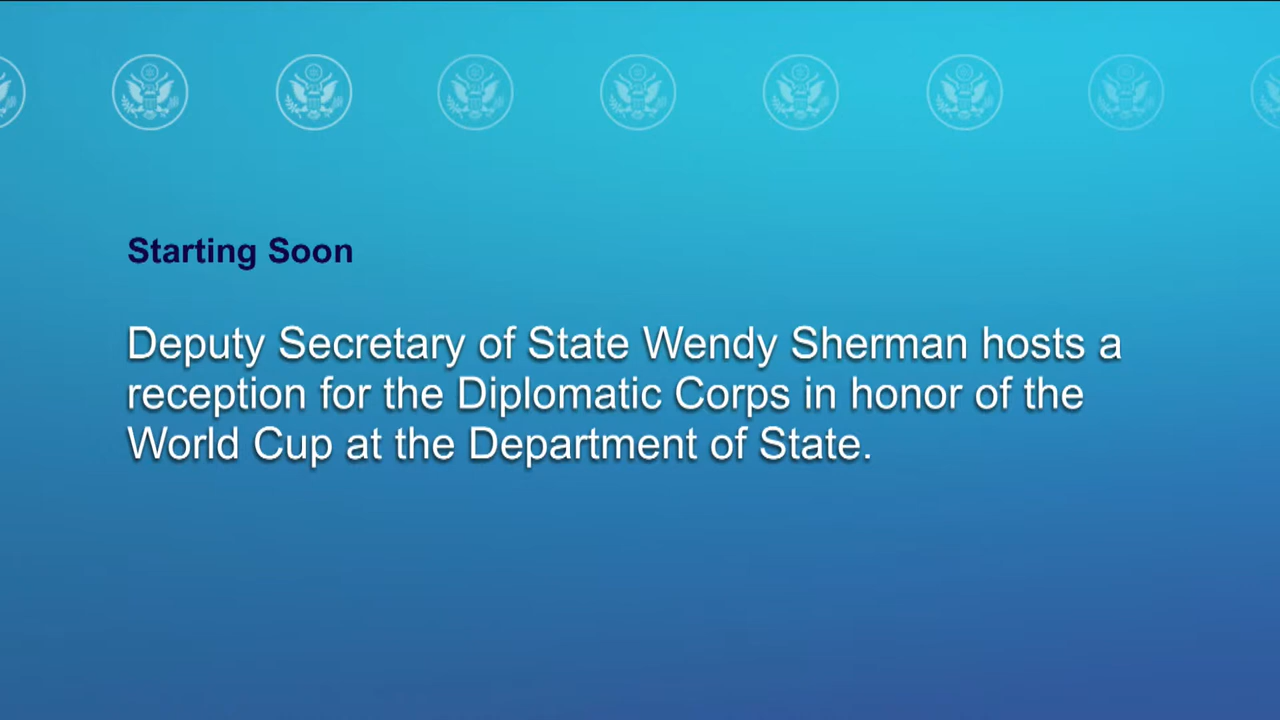 Starting Soon
Deputy Secretary of State Wendy Sherman hosts a
reception for the Diplomatic Corps in honor of the
World Cup at the Department of State.